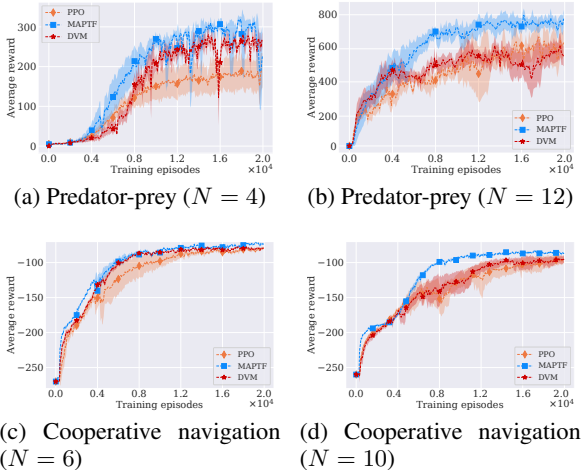 Average reward
300
200
100
0
PPO
MAPTF
DVM
0.0 0.4 0.8 1.2 1.6 2.0
Training episodes
×10⁴
(a) Predator-prey (N = 4)
Average reward
800
600
400
200
PPO
MAPTF
DVM
0.0 0.4 0.8 1.2 1.6 2.0
Training episodes
×10⁴
(b) Predator-prey (N = 12)
Average reward
−100
−150
−200
−250
PPO
MAPTF
DVM
0.0 0.4 0.8 1.2 1.6 2.0
Training episodes
×10⁴
(c) Cooperative navigation
(N = 6)
Average reward
−100
−150
−200
−250
PPO
MAPTF
DVM
0.0 0.4 0.8 1.2 1.6 2.0
Training episodes
×10⁴
(d) Cooperative navigation
(N = 10)